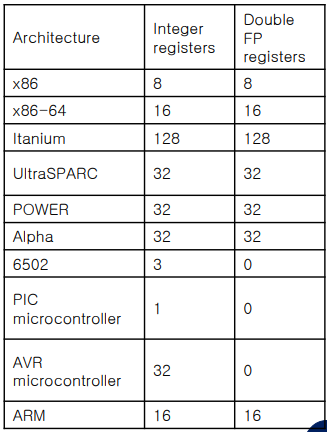 Architecture Integer registers Double FP registers
x86 8 8
x86-64 16 16
Itanium 128 128
UltraSPARC 32 32
POWER 32 32
Alpha 32 32
6502 3 0
PIC microcontroller 1 0
AVR microcontroller 32 0
ARM 16 16